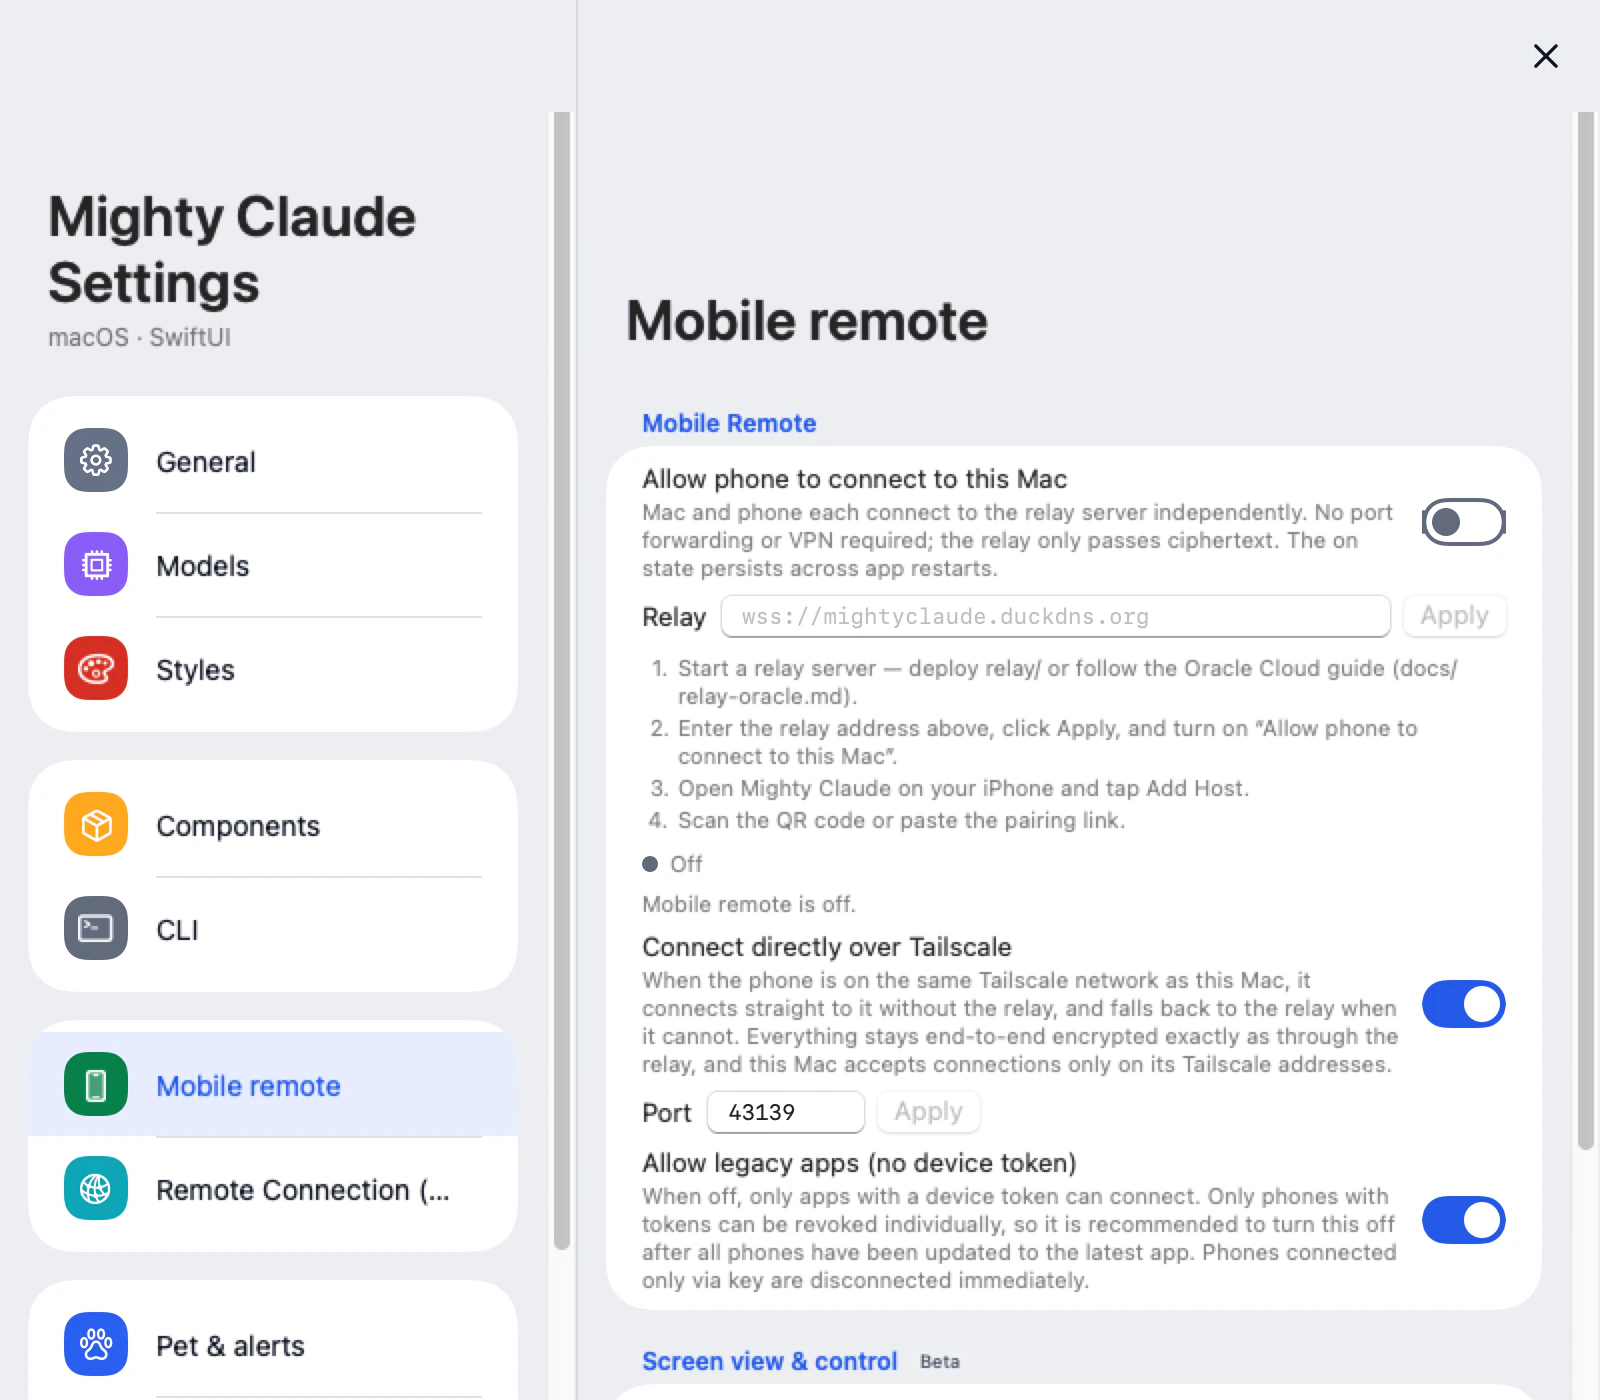 Mighty Claude
Settings
macOS · SwiftUI
General
Models
Styles
Components
CLI
Mobile remote
Remote Connection (...
Pet & alerts
Mobile remote
Mobile Remote
Allow phone to connect to this Mac
Mac and phone each connect to the relay server independently. No port
forwarding or VPN required; the relay only passes ciphertext. The on
state persists across app restarts.
Relay wss://mightyclaude.duckdns.org Apply
1. Start a relay server — deploy relay/ or follow the Oracle Cloud guide (docs/
relay-oracle.md).
2. Enter the relay address above, click Apply, and turn on “Allow phone to
connect to this Mac”.
3. Open Mighty Claude on your iPhone and tap Add Host.
4. Scan the QR code or paste the pairing link.
Off
Mobile remote is off.
Connect directly over Tailscale
When the phone is on the same Tailscale network as this Mac, it
connects straight to it without the relay, and falls back to the relay when
it cannot. Everything stays end-to-end encrypted exactly as through the
relay, and this Mac accepts connections only on its Tailscale addresses.
Port 43139 Apply
Allow legacy apps (no device token)
When off, only apps with a device token can connect. Only phones with
tokens can be revoked individually, so it is recommended to turn this off
after all phones have been updated to the latest app. Phones connected
only via key are disconnected immediately.
Screen view & control Beta